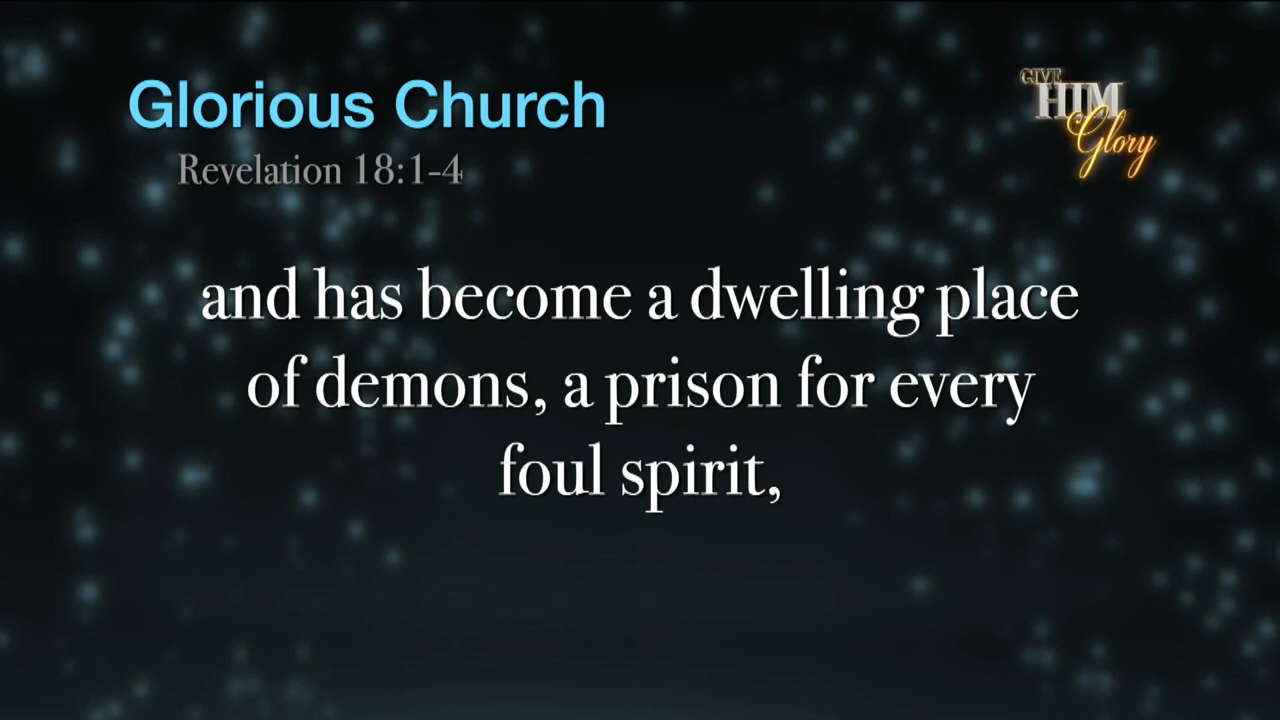 Glorious Church
Revelation 18:1-4
GIVE
HIM
Glory
and has become a dwelling place
of demons, a prison for every
foul spirit,